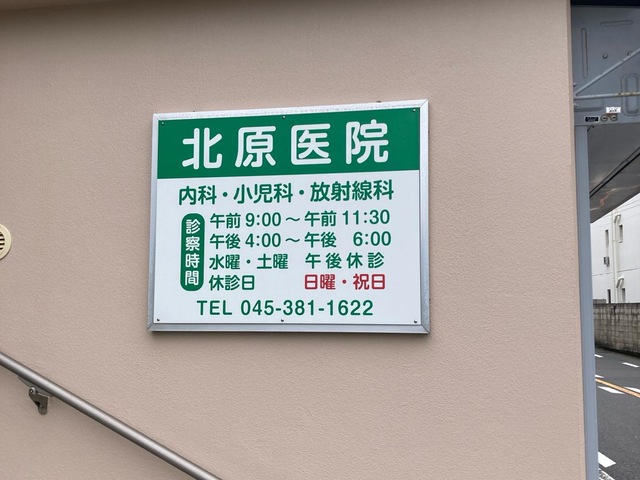 北原医院
内科・小児科・放射線科
診察時間
午前 9:00 ～ 午前 11:30
午後 4:00 ～ 午後 6:00
水曜・土曜 午後休診
休診日 日曜・祝日
TEL 045-381-1622